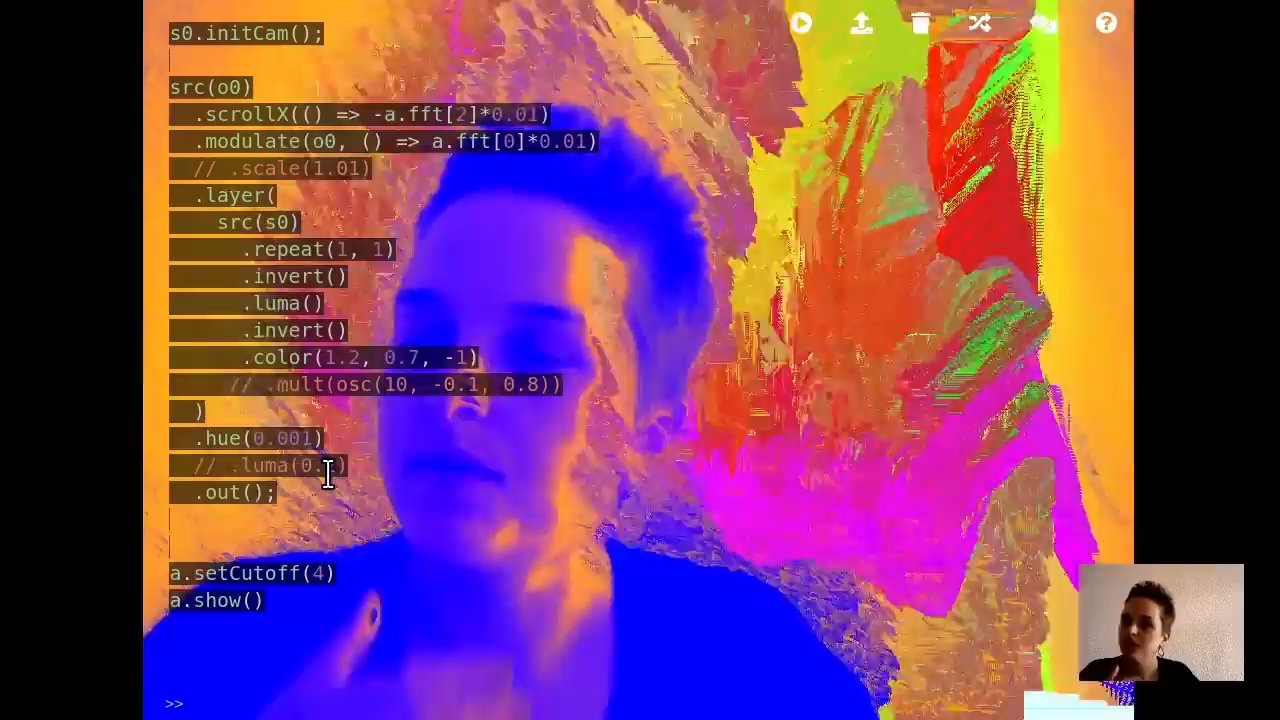 s0.initCam();
src(o0)
.scrollX(() => -a.fft[2]*0.01)
.modulate(o0, () => a.fft[0]*0.01)
// .scale(1.01)
.layer(
src(s0)
.repeat(1, 1)
.invert()
.luma()
.invert()
.color(1.2, 0.7, -1)
// .mult(osc(10, -0.1, 0.8))
)
.hue(0.001)
// .luma(0.
.out();
a.setCutoff(4)
a.show()
>>